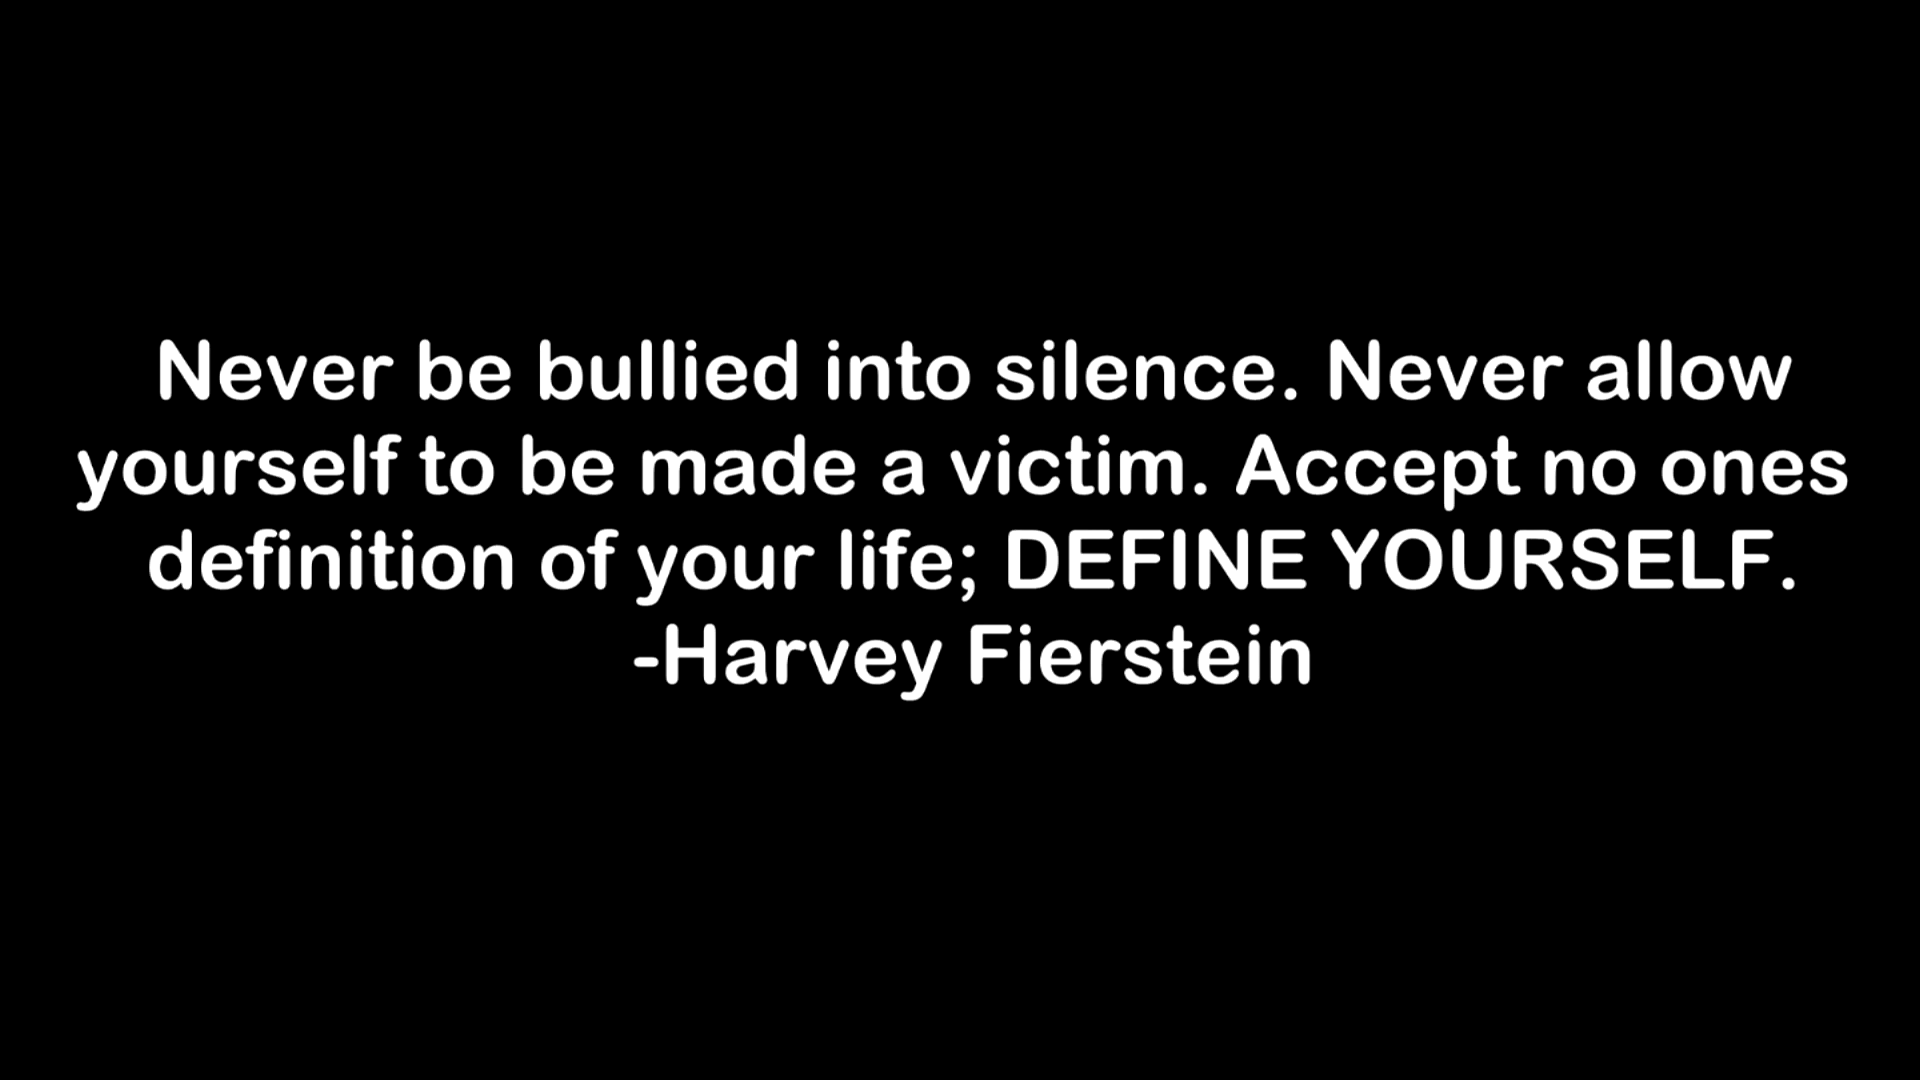 Never be bullied into silence. Never allow
yourself to be made a victim. Accept no ones
definition of your life; DEFINE YOURSELF.
-Harvey Fierstein